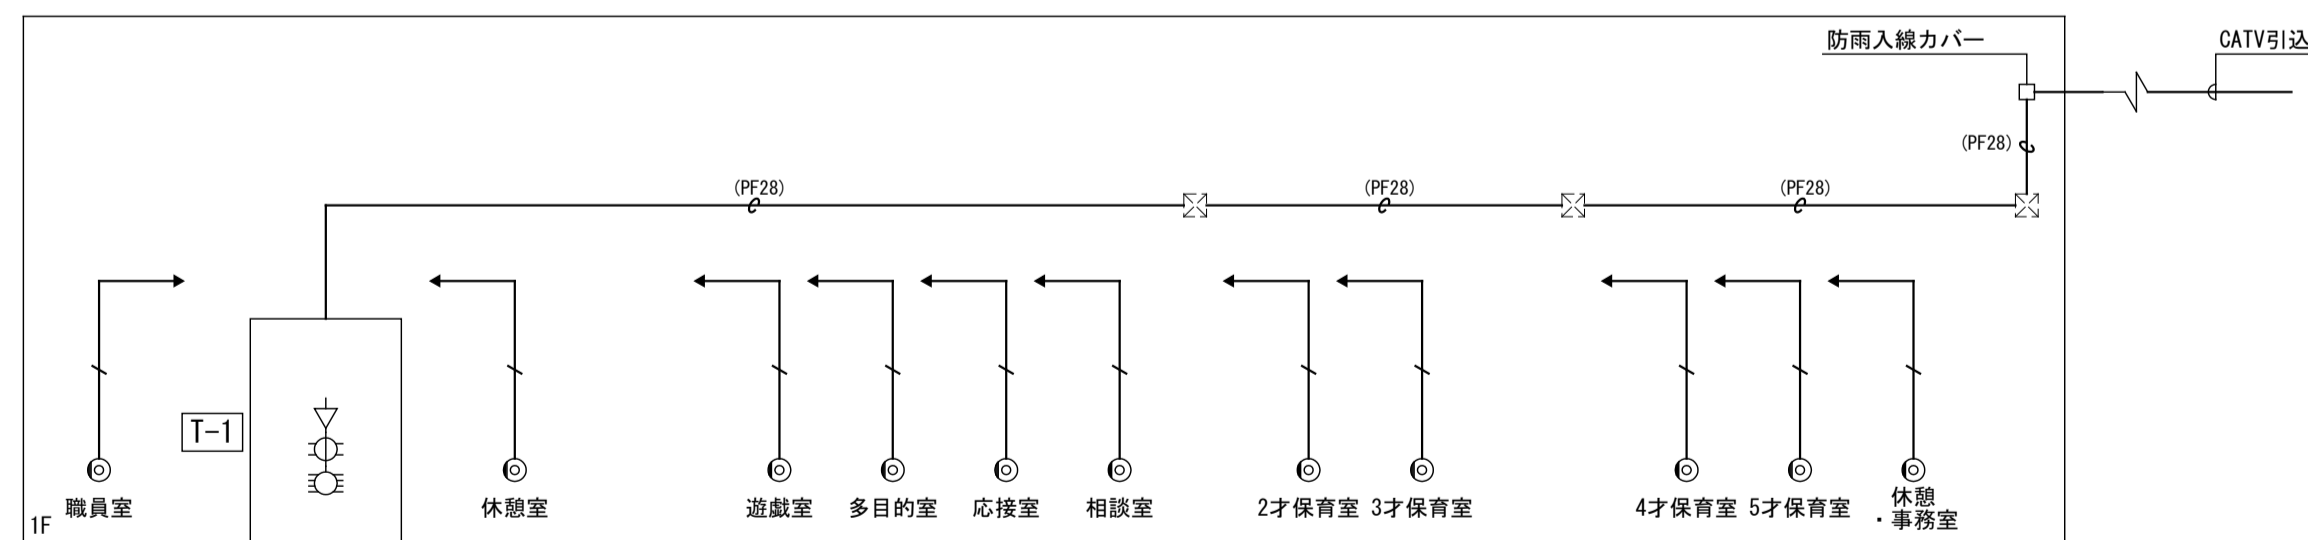 防雨入線カバー
CATV引込
(PF28)
(PF28)
(PF28)
(PF28)
T-1
職員室
休憩室
遊戯室
多目的室
応接室
相談室
2才保育室
3才保育室
4才保育室
5才保育室
休憩
・事務室
1F